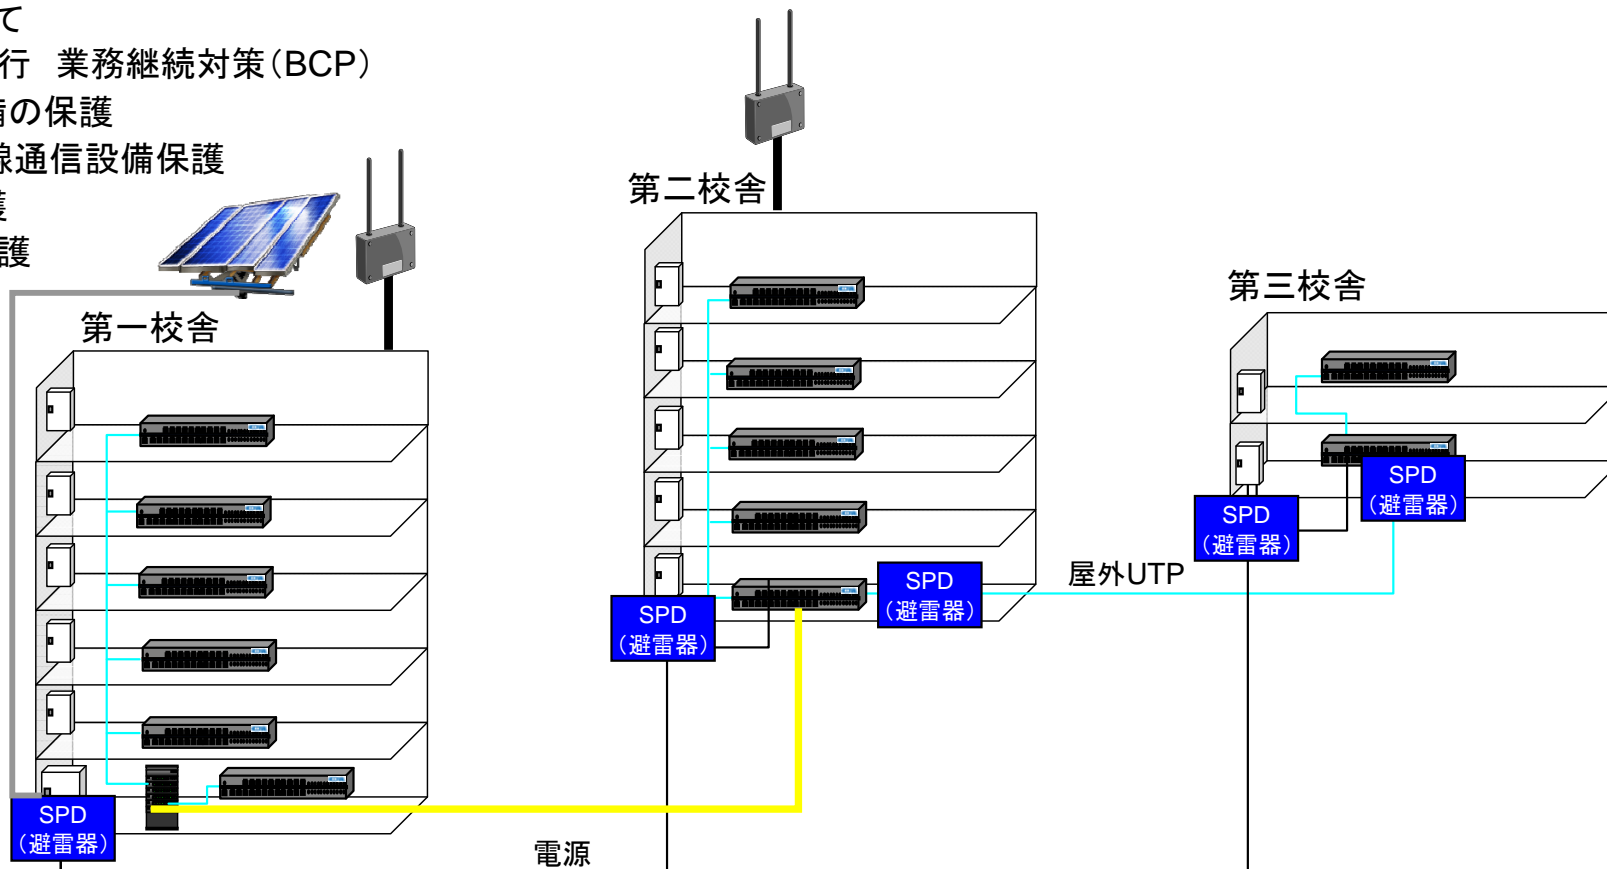 て
行　業務継続対策（BCP）
備の保護
線通信設備保護
護
護
第一校舎
第二校舎
第三校舎
SPD
（避雷器）
SPD
（避雷器）
SPD
（避雷器）
屋外UTP
SPD
（避雷器）
SPD
（避雷器）
電源